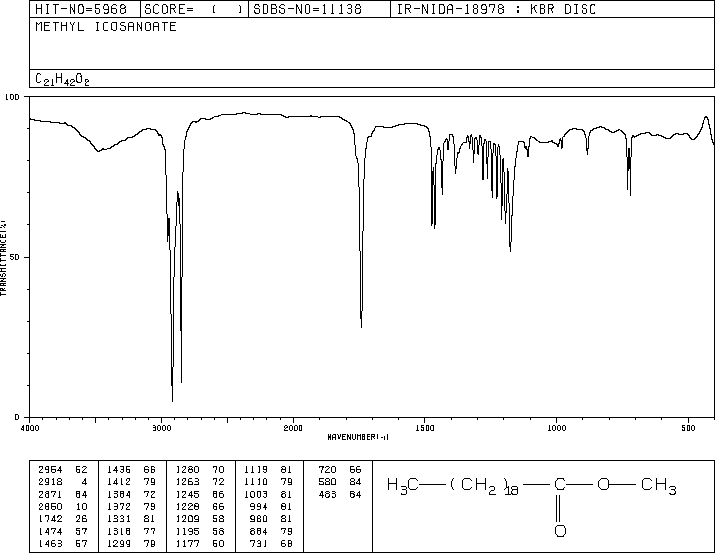 HIT-NO=5968 SCORE= ( ) SDBS-NO=11138 IR-NIDA-18978 : KBR DISC
METHYL ICOSANOATE
C21H42O2
100
50
0
TRANSMITTANCE(%)
4000 3000 2000 1500 1000 500
WAVENUMBER(-1)
2954 62 1436 66 1280 70 1119 81 720 66
2918 4 1412 79 1263 72 1110 79 580 84
2871 64 1384 72 1245 66 1003 81 483 84
2850 10 1372 79 1228 66 994 81
1742 26 1331 81 1209 58 980 81
1474 57 1318 77 1195 58 884 79
1463 57 1299 79 1177 50 731 68
H3C (CH2)18 C O CH3
O